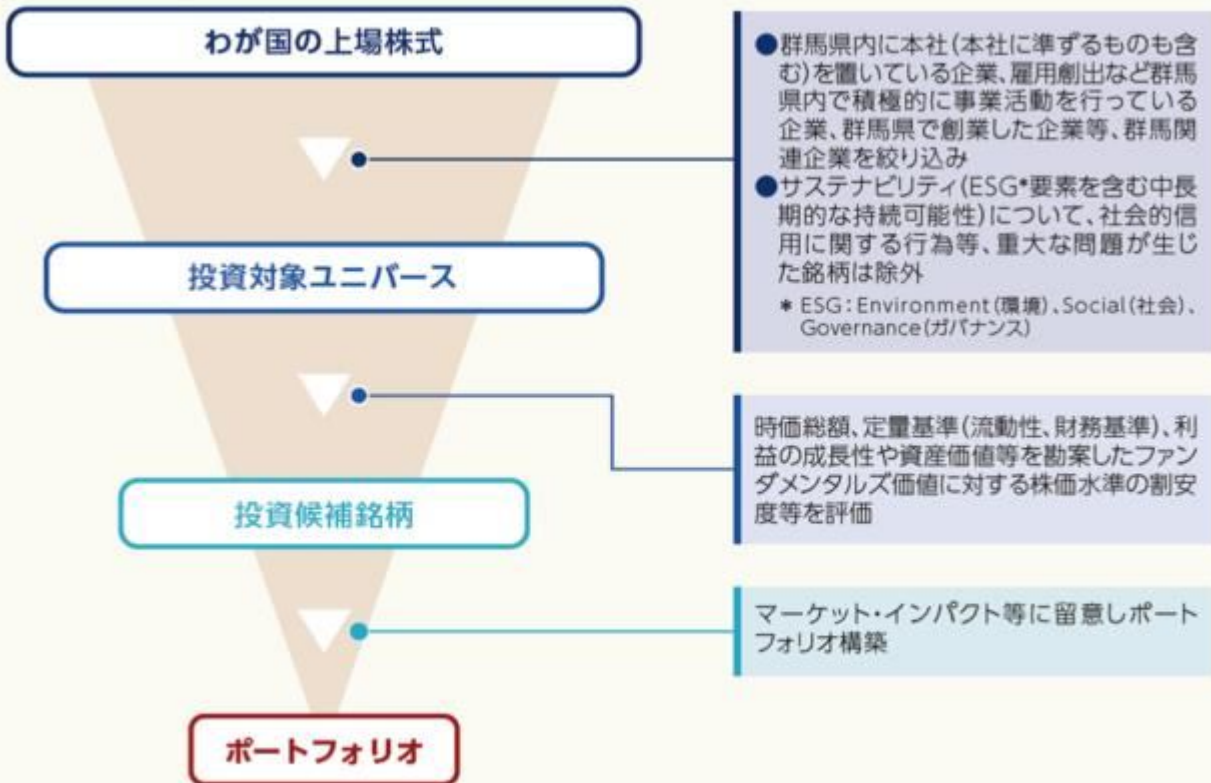 わが国の上場株式
●群馬県内に本社(本社に準ずるものも含
む)を置いている企業、雇用創出など群馬
県内で積極的に事業活動を行っている
企業、群馬県で創業した企業等、群馬関
連企業を絞り込み
●サステナビリティ(ESG*要素を含む中長
期的な持続可能性)について、社会的信
用に関する行為等、重大な問題が生じ
た銘柄は除外
* ESG:Environment(環境)、Social(社会)、
Governance(ガバナンス)
投資対象ユニバース
時価総額、定量基準(流動性、財務基準)、利
益の成長性や資産価値等を勘案したファン
ダメンタルズ価値に対する株価水準の割安
度等を評価
投資候補銘柄
マーケット・インパクト等に留意しポート
フォリオ構築
ポートフォリオ